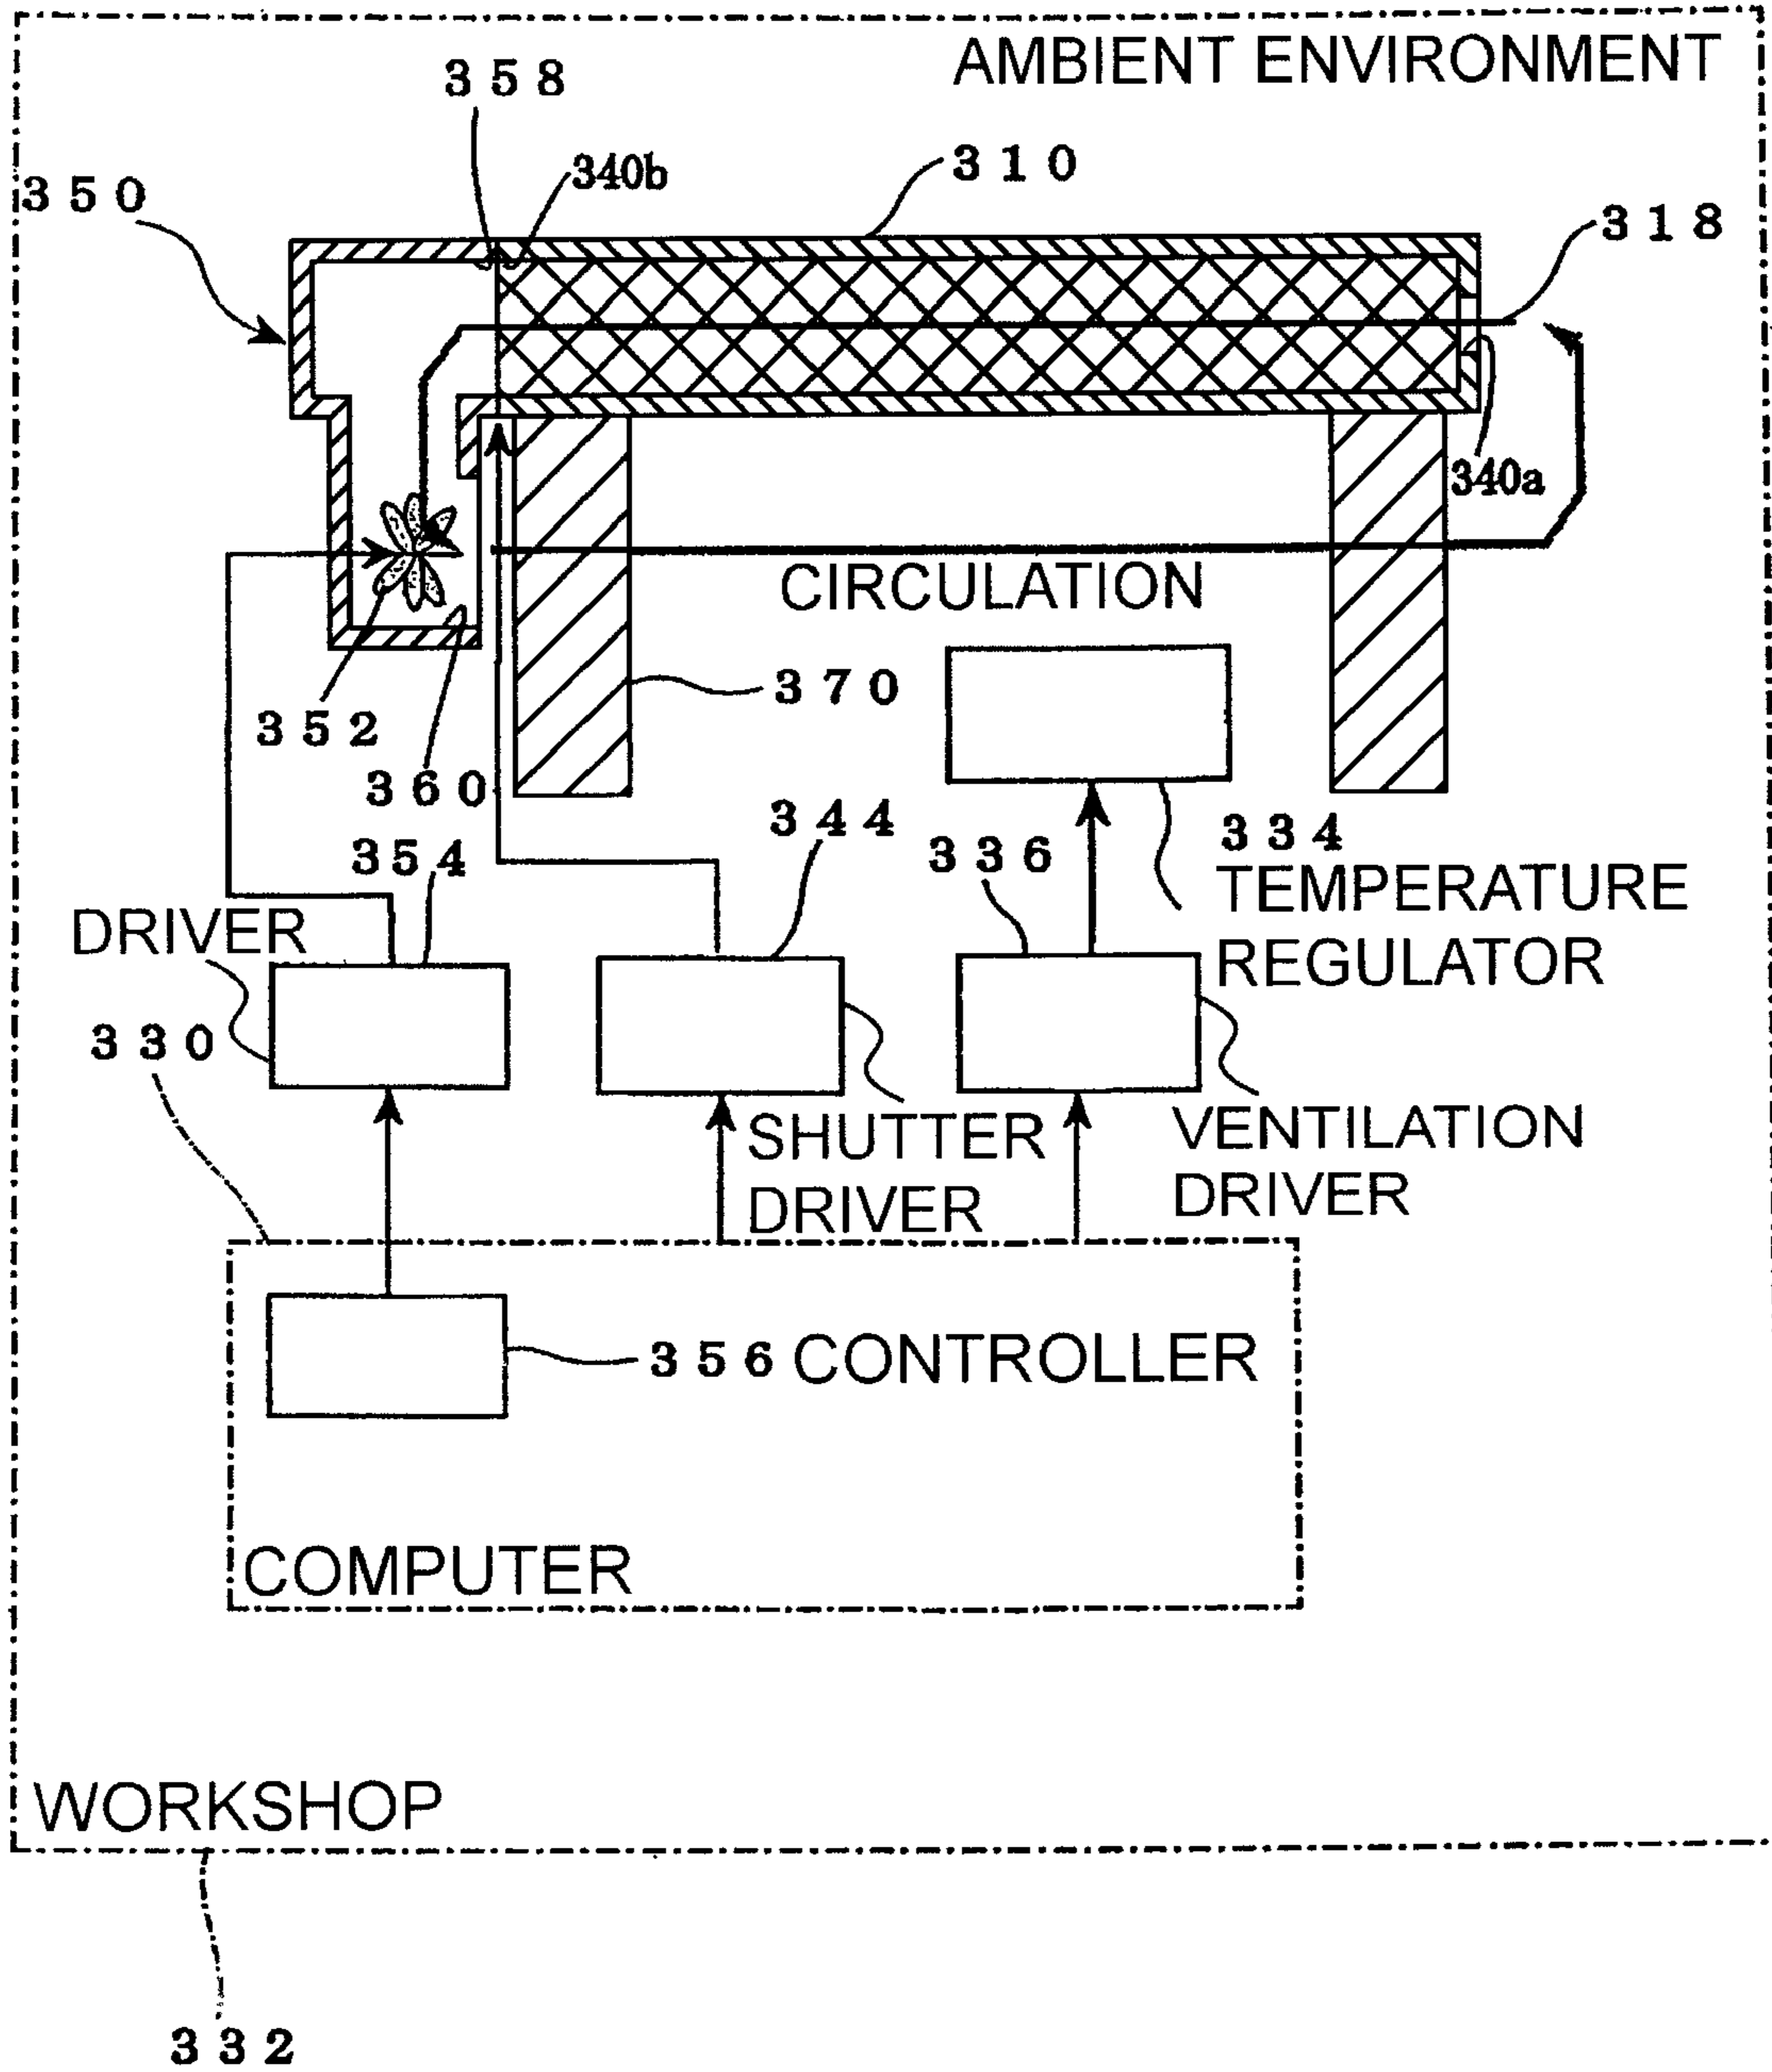 AMBIENT ENVIRONMENT
358
340b
310
350
318
340a
CIRCULATION
352
370
360
344
334
TEMPERATURE
REGULATOR
336
354
DRIVER
330
SHUTTER
DRIVER
VENTILATION
DRIVER
356 CONTROLLER
COMPUTER
WORKSHOP
332